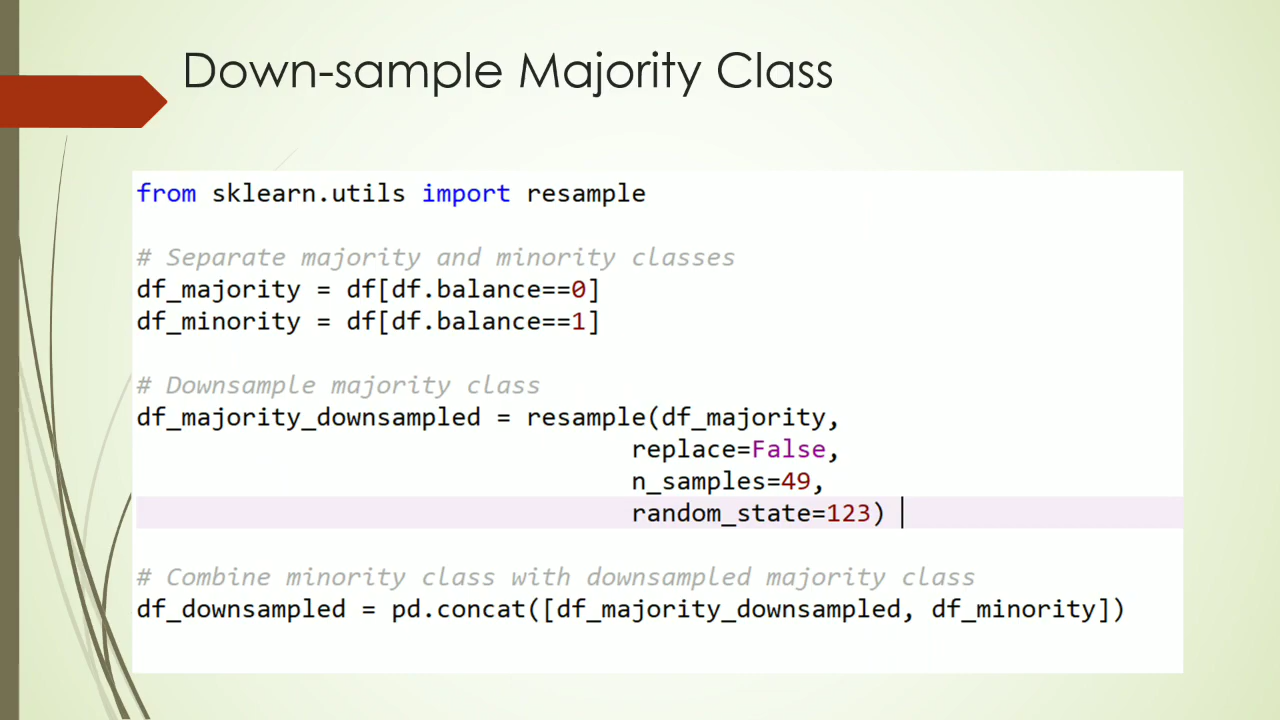 Down-sample Majority Class
from sklearn.utils import resample
# Separate majority and minority classes
df_majority = df[df.balance==0]
df_minority = df[df.balance==1]
# Downsample majority class
df_majority_downsampled = resample(df_majority,
replace=False,
n_samples=49,
random_state=123)
# Combine minority class with downsampled majority class
df_downsampled = pd.concat([df_majority_downsampled, df_minority])